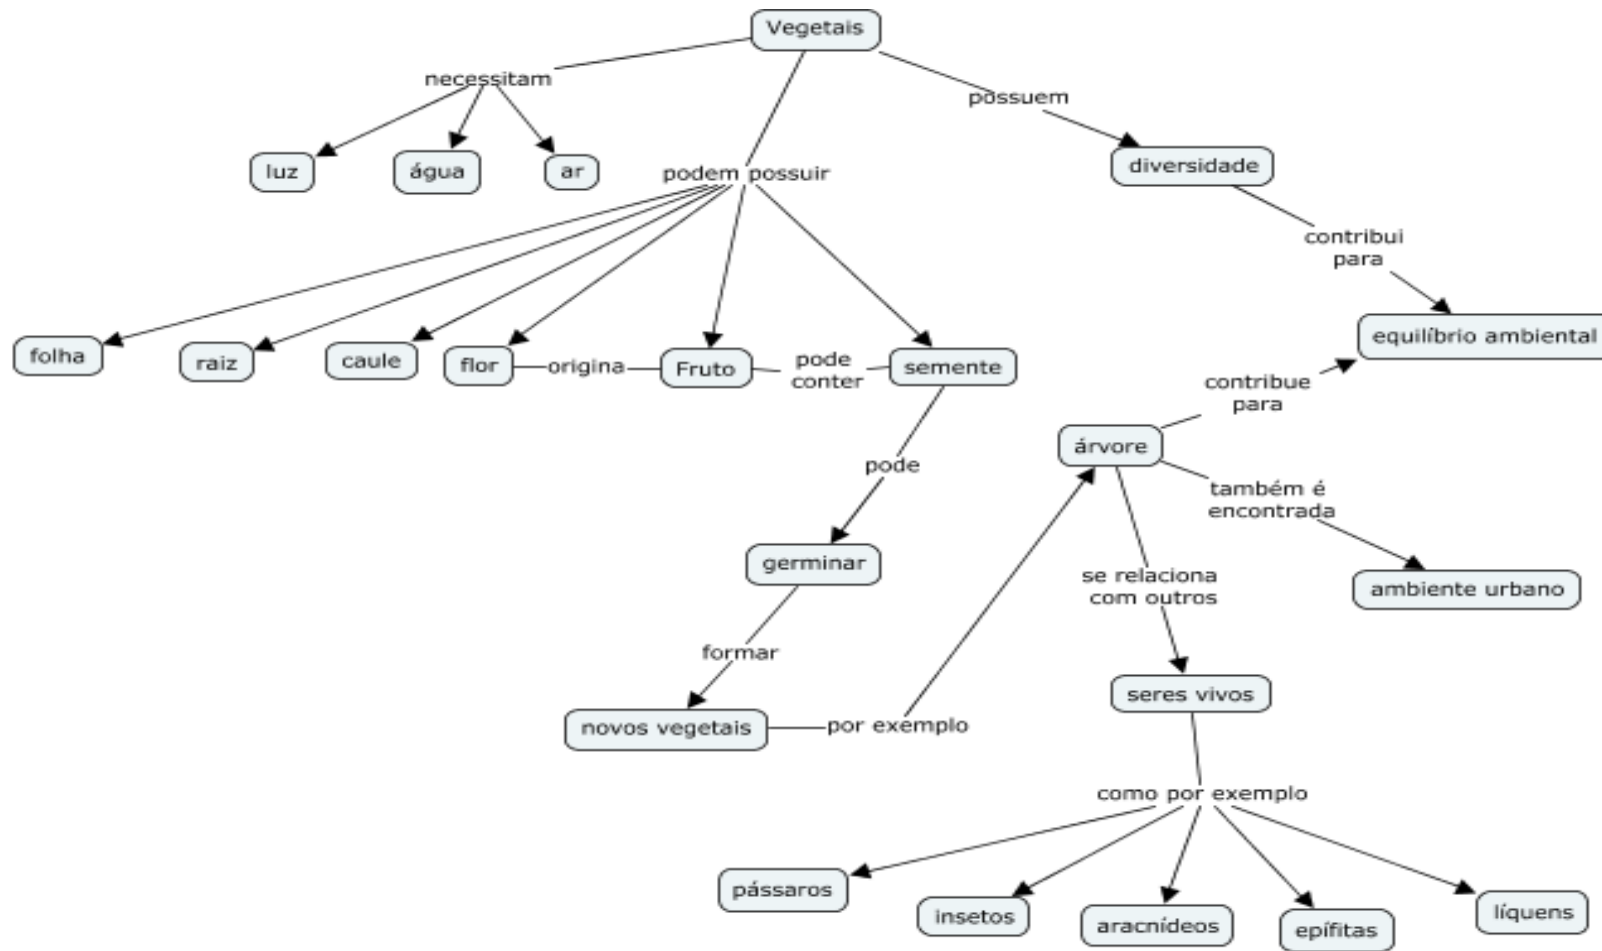 Vegetais
necessitam
possuem
luz
água
ar
diversidade
podem possuir
contribui
para
equilíbrio ambiental
folha
raiz
caule
flor
origina
Fruto
pode
conter
semente
contribue
para
árvore
pode
também é
encontrada
germinar
se relaciona
com outros
ambiente urbano
formar
seres vivos
novos vegetais
por exemplo
como por exemplo
pássaros
insetos
aracnídeos
epífitas
líquens